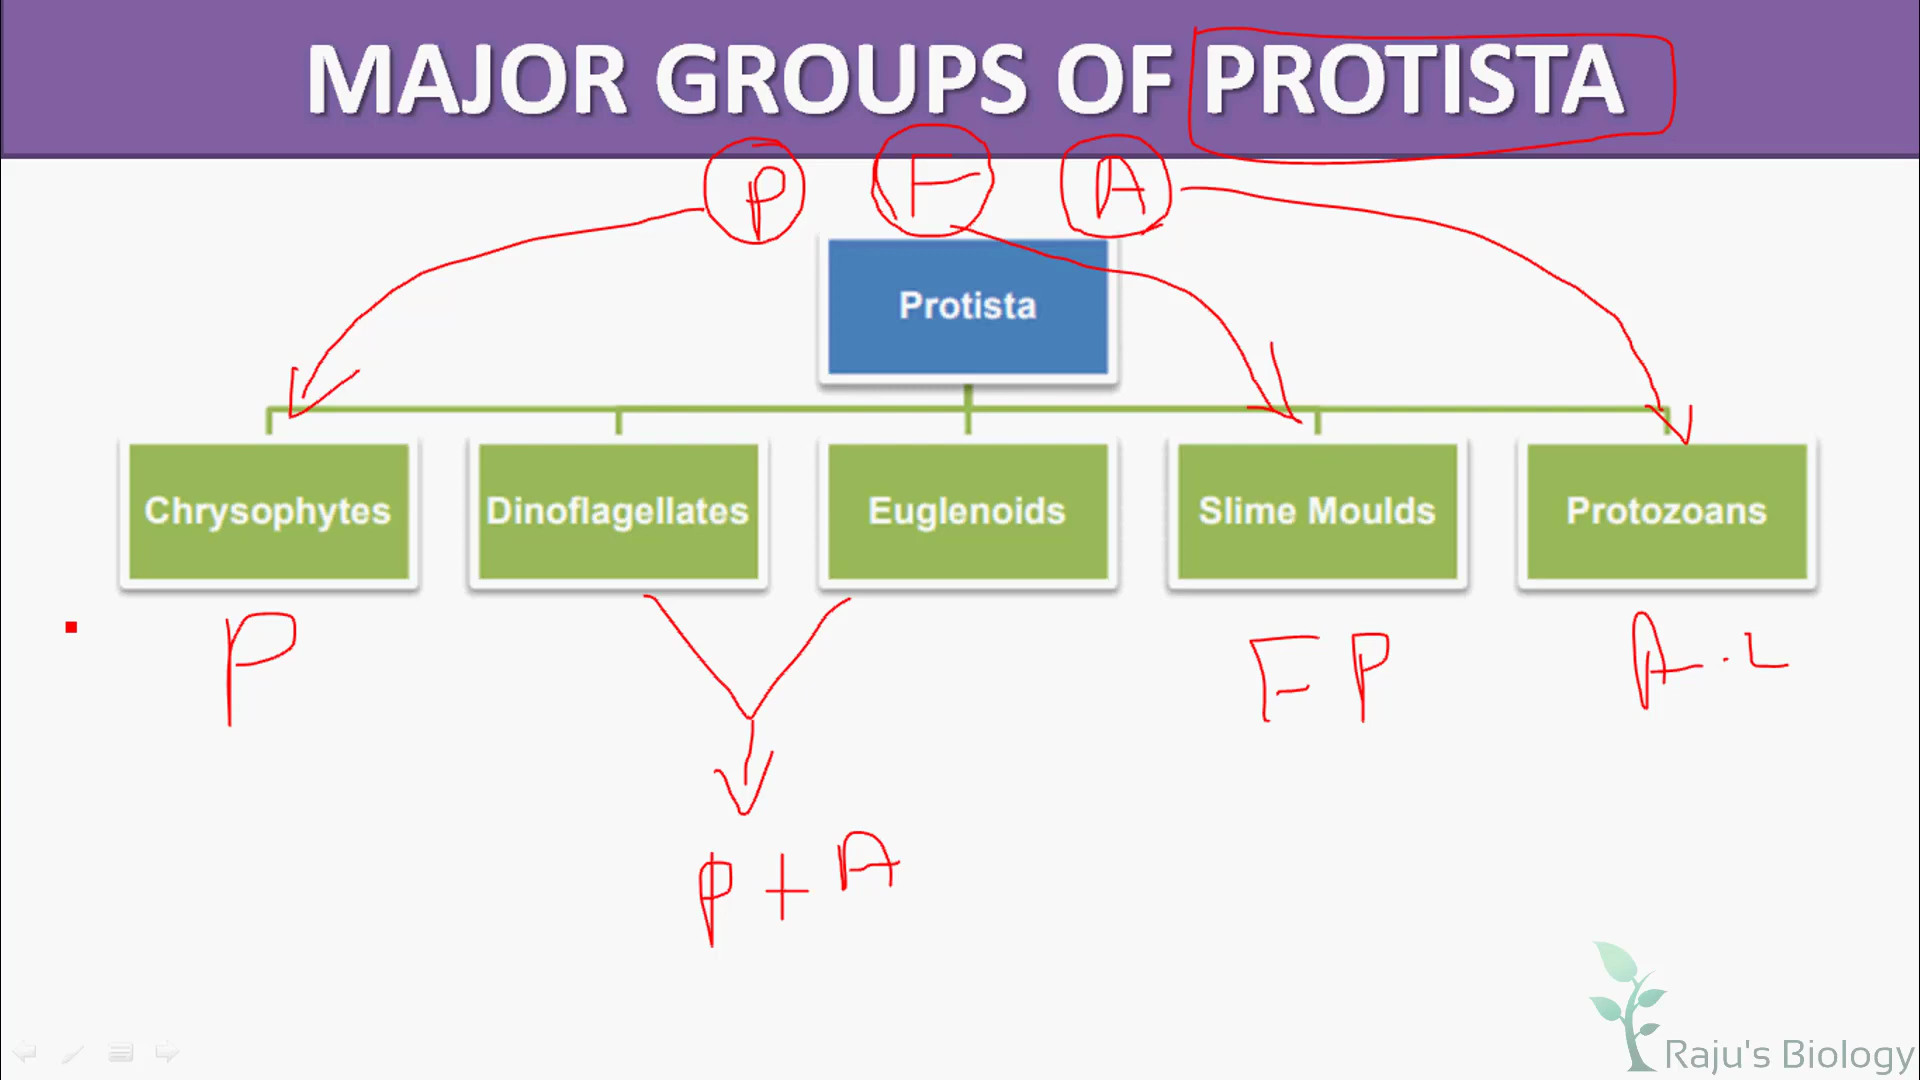 MAJOR GROUPS OF PROTISTA
P F A
Protista
Chrysophytes Dinoflagellates Euglenoids Slime Moulds Protozoans
P F P A.L
P + A
Raju's Biology